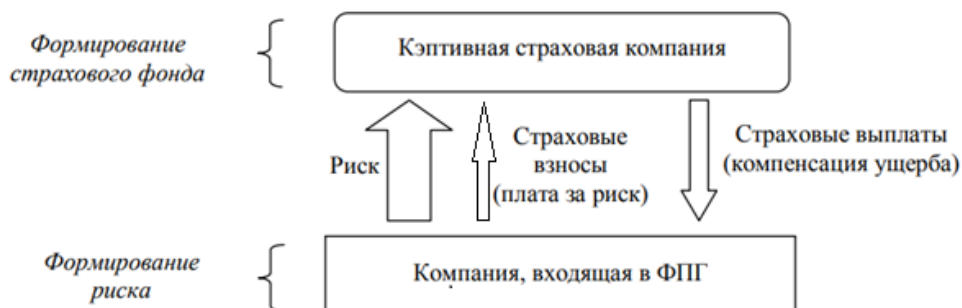 Формирование
страхового фонда
Кэптивная страховая компания
Риск
Страховые
взносы
(плата за риск)
Страховые выплаты
(компенсация ущерба)
Формирование
риска
Компания, входящая в ФПГ